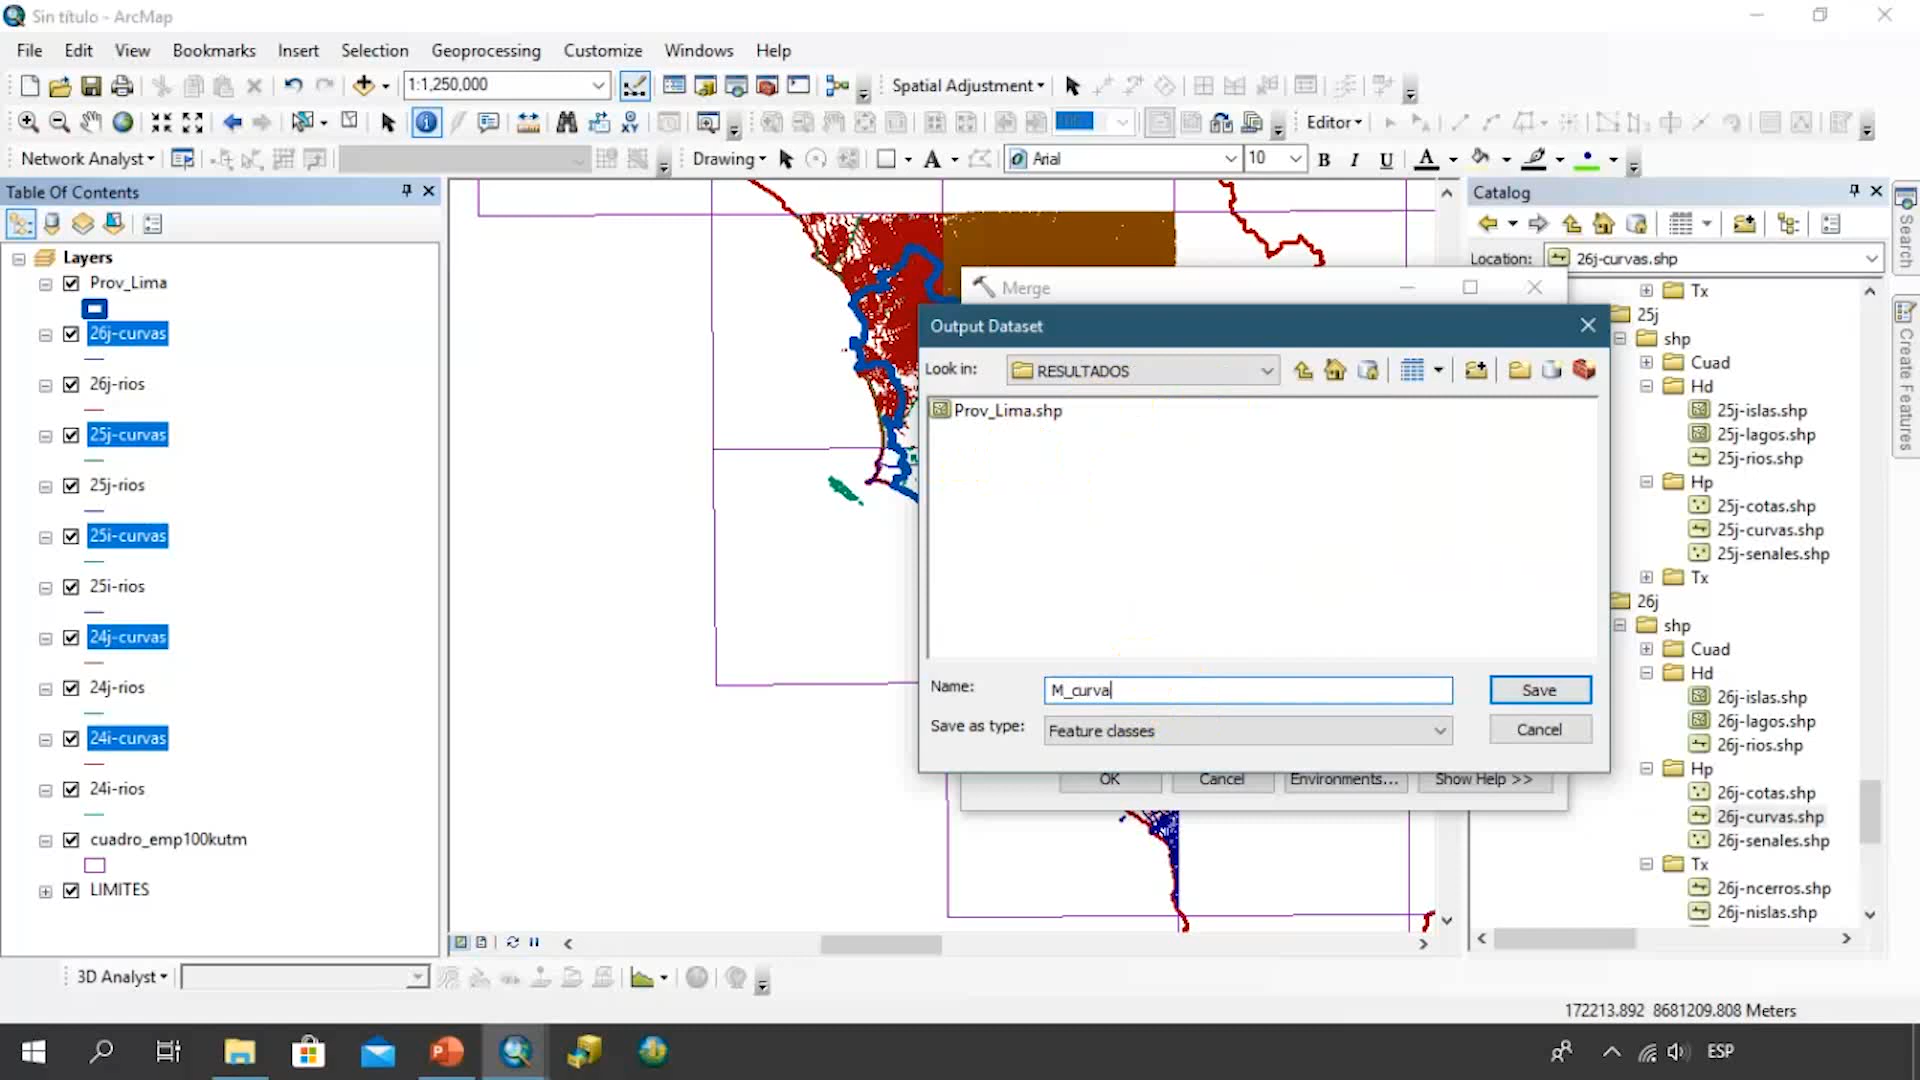 Sin título - ArcMap
File Edit View Bookmarks Insert Selection Geoprocessing Customize Windows Help
1:1,250,000
Spatial Adjustment
Editor
Network Analyst
Drawing
A
Arial
10
B I U A
Table Of Contents
Layers
Prov_Lima
26j-curvas
26j-rios
25j-curvas
25j-rios
25i-curvas
25i-rios
24j-curvas
24j-rios
24i-curvas
24i-rios
cuadro_emp100kutm
LIMITES
Merge
OK
Cancel
Environments...
Show Help >>
Output Dataset
Look in:
RESULTADOS
Prov_Lima.shp
Name:
M_curva
Save
Save as type:
Feature classes
Cancel
Catalog
Location:
26j-curvas.shp
Tx
25j
shp
Cuad
Hd
25j-islas.shp
25j-lagos.shp
25j-rios.shp
Hp
25j-cotas.shp
25j-curvas.shp
25j-senales.shp
Tx
26j
shp
Cuad
Hd
26j-islas.shp
26j-lagos.shp
26j-rios.shp
Hp
26j-cotas.shp
26j-curvas.shp
26j-senales.shp
Tx
26j-ncerros.shp
26j-nislas.shp
Search
Create Features
3D Analyst
172213.892 8681209.808 Meters
ESP